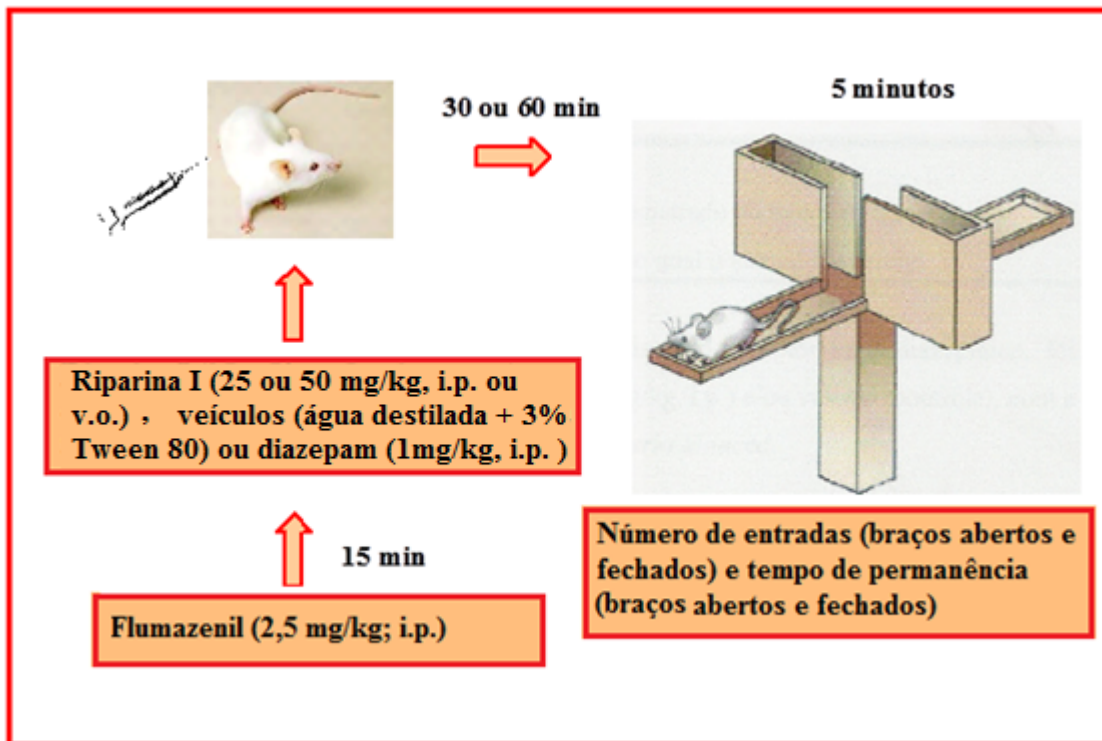 30 ou 60 min
5 minutos
Riparina I (25 ou 50 mg/kg, i.p. ou
v.o.) , veículos (água destilada + 3%
Tween 80) ou diazepam (1mg/kg, i.p. )
15 min
Flumazenil (2,5 mg/kg; i.p.)
Número de entradas (braços abertos e
fechados) e tempo de permanência
(braços abertos e fechados)